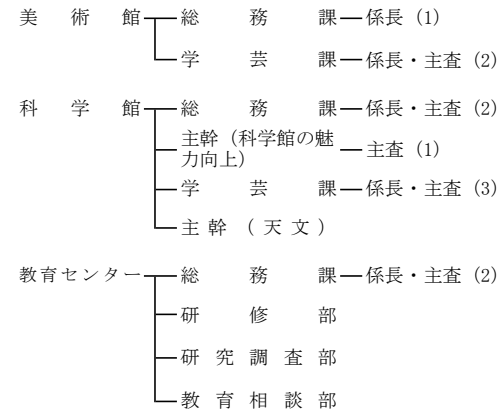 美術館 総務課 係長（1）
学芸課 係長・主査（2）
科学館 総務課 係長・主査（2）
主幹（科学館の魅力向上） 主査（1）
学芸課 係長・主査（3）
主幹（天文）
教育センター 総務課 係長・主査（2）
研修部
研究調査部
教育相談部